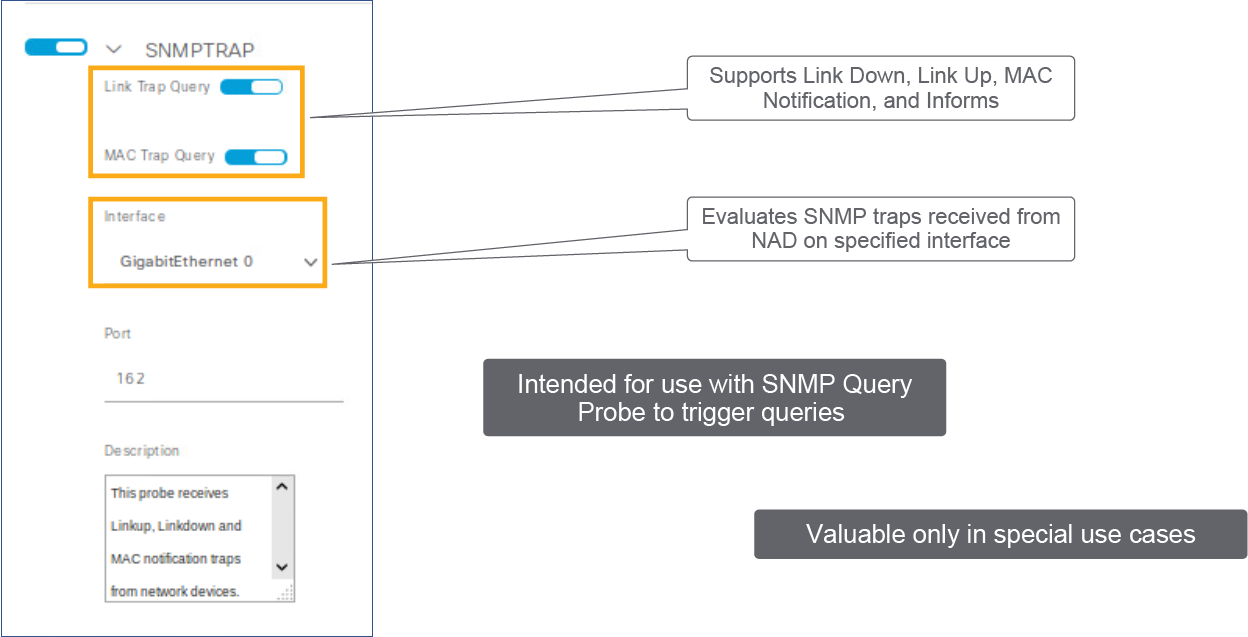 SNMPTRAP
Link Trap Query
MAC Trap Query
Interface
GigabitEthernet 0
Port
162
Description
This probe receives
Linkup, Linkdown and
MAC notification traps
from network devices.
Supports Link Down, Link Up, MAC
Notification, and Informs
Evaluates SNMP traps received from
NAD on specified interface
Intended for use with SNMP Query
Probe to trigger queries
Valuable only in special use cases